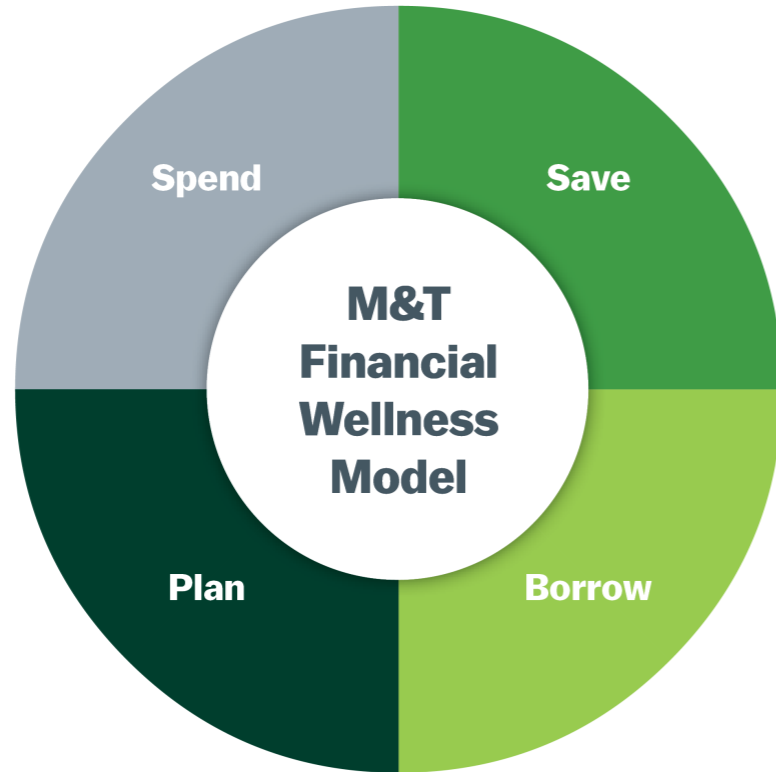 Spend
Save
M&T
Financial
Wellness
Model
Plan
Borrow